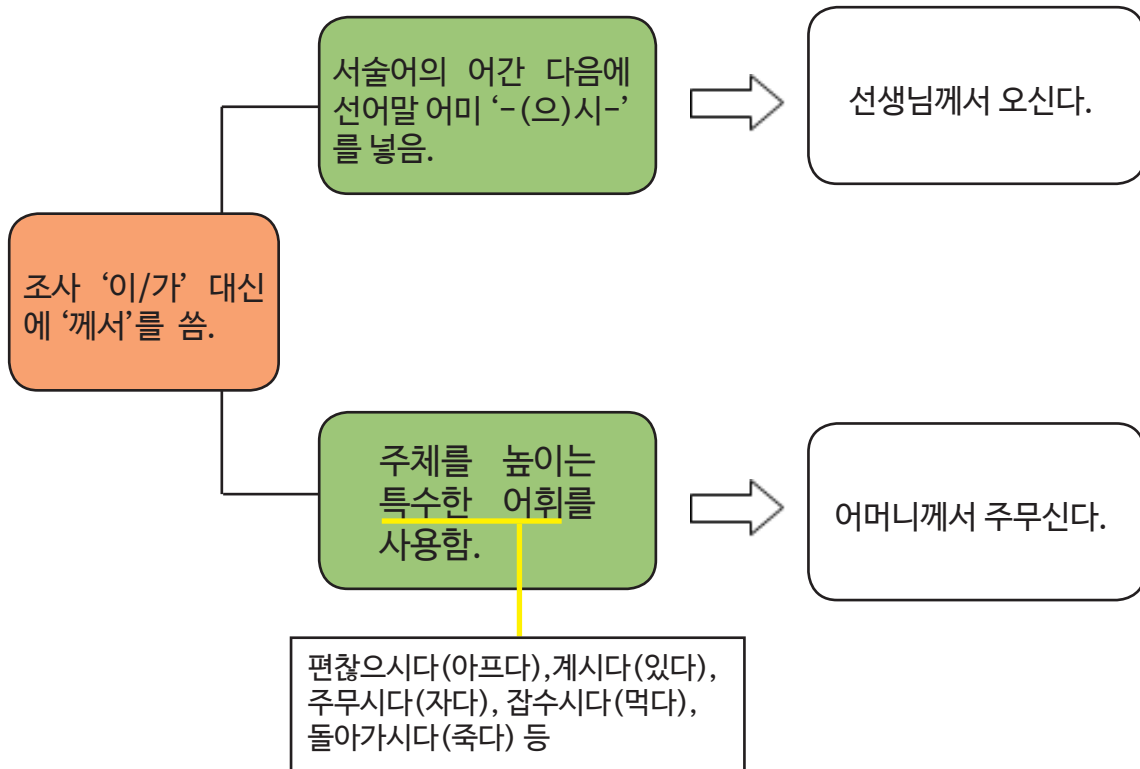 서술어의 어간 다음에
선어말 어미 ‘-(으)시-’
를 넣음.
선생님께서 오신다.
조사 ‘이/가’ 대신
에 ‘께서’를 씀.
주체를 높이는
특수한 어휘를
사용함.
어머니께서 주무신다.
편찮으시다(아프다),계시다(있다),
주무시다(자다), 잡수시다(먹다),
돌아가시다(죽다) 등